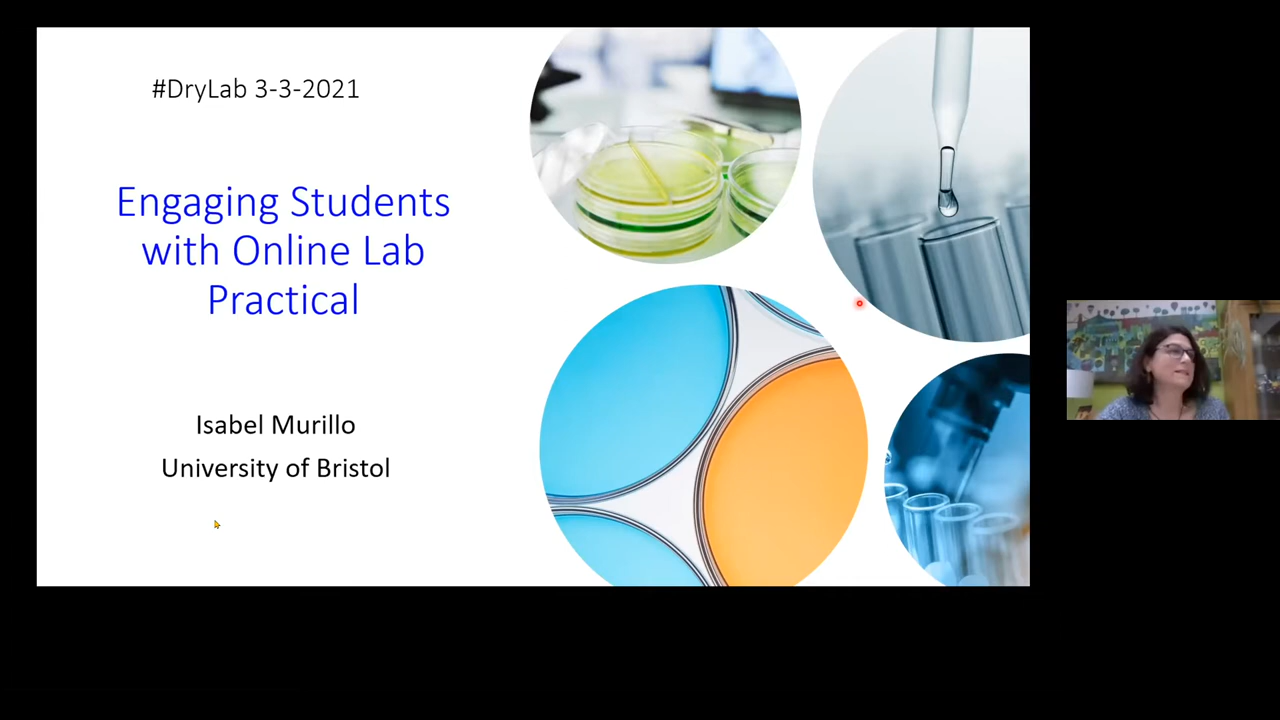 #DryLab 3-3-2021
Engaging Students
with Online Lab
Practical
Isabel Murillo
University of Bristol